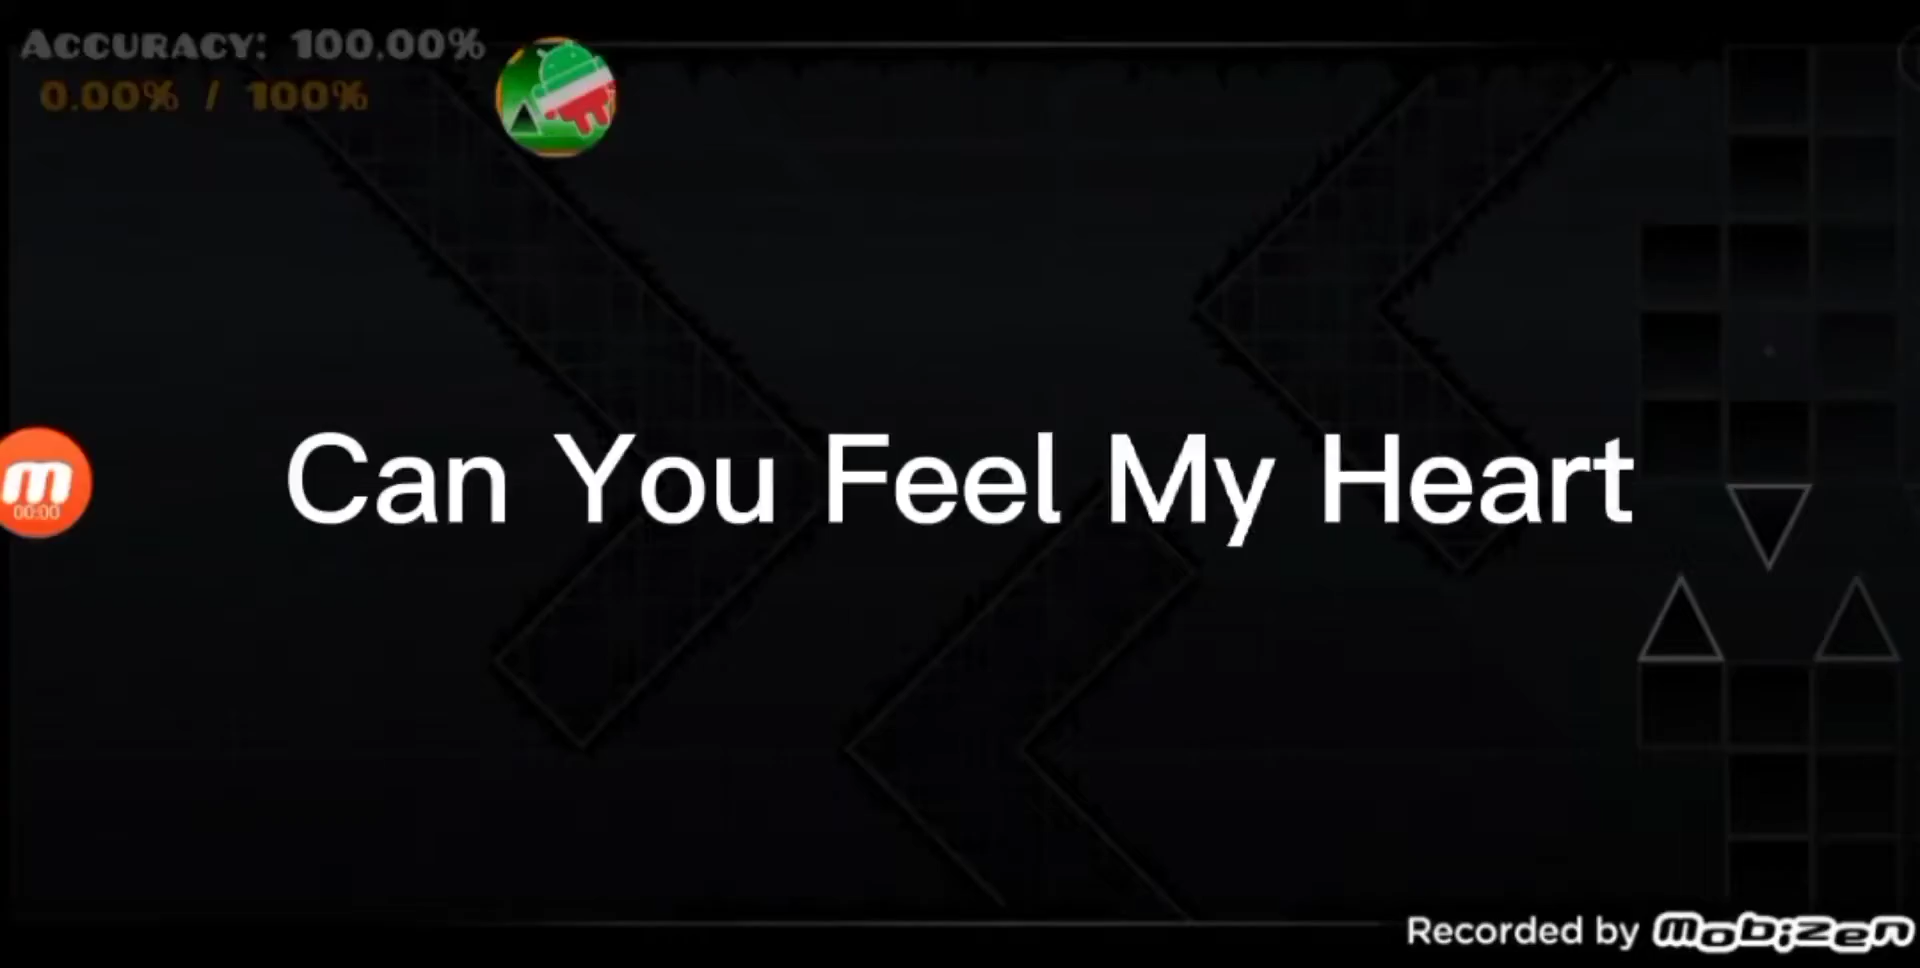 ACCURACY: 100.00%
0.00% / 100%
Can You Feel My Heart
m
00:00
Recorded by mobizen